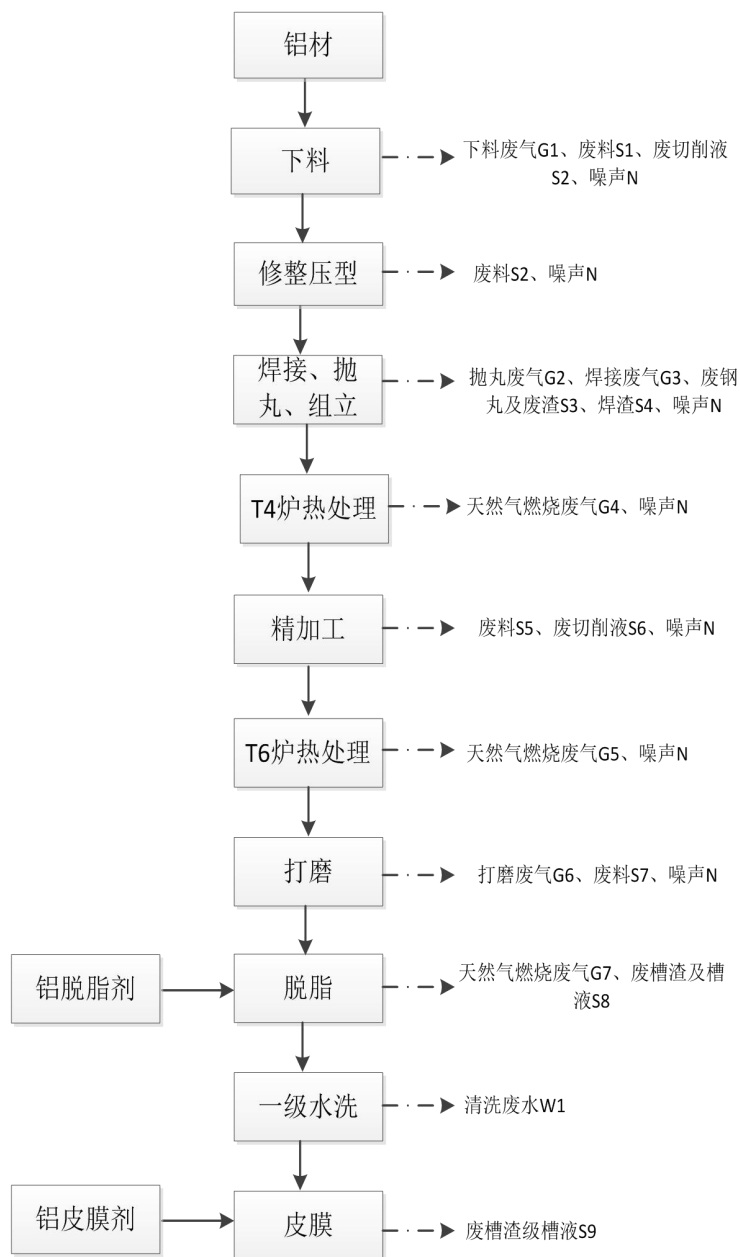 铝材
下料
下料废气G1、废料S1、废切削液
S2、噪声N
修整压型
废料S2、噪声N
焊接、抛
丸、组立
抛丸废气G2、焊接废气G3、废钢
丸及废渣S3、焊渣S4、噪声N
T4炉热处理
天然气燃烧废气G4、噪声N
精加工
废料S5、废切削液S6、噪声N
T6炉热处理
天然气燃烧废气G5、噪声N
打磨
打磨废气G6、废料S7、噪声N
铝脱脂剂
脱脂
天然气燃烧废气G7、废槽渣及槽
液S8
一级水洗
清洗废水W1
铝皮膜剂
皮膜
废槽渣级槽液S9